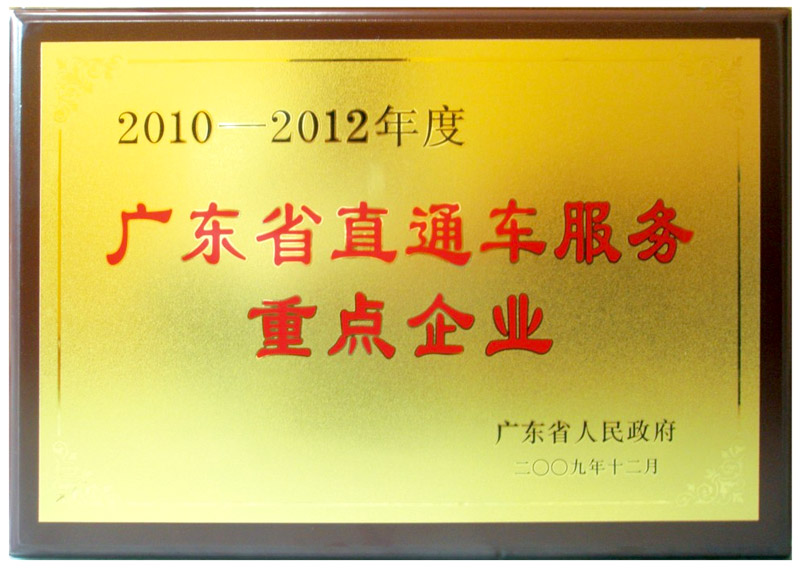 2010—2012年度
广东省直通车服务
重点企业
广东省人民政府
二〇〇九年十二月